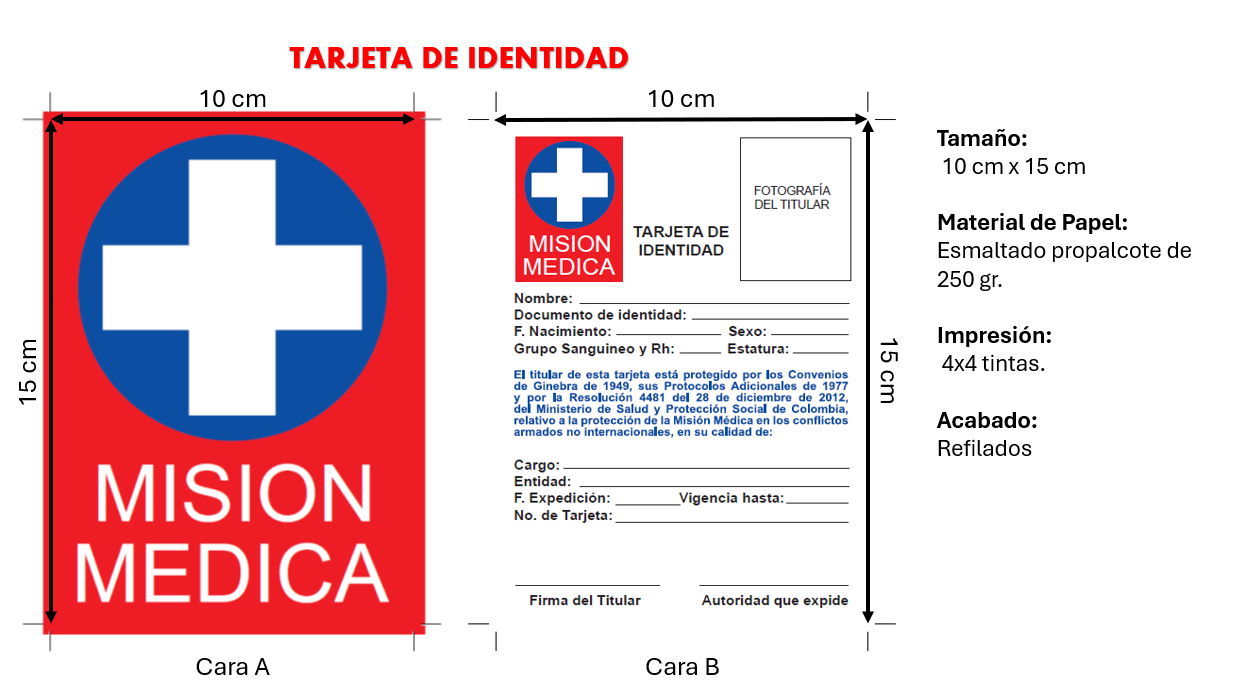 TARJETA DE IDENTIDAD
10 cm
15 cm
MISION
MEDICA
Cara A
10 cm
15 cm
MISION
MEDICA
TARJETA DE
IDENTIDAD
FOTOGRAFÍA
DEL TITULAR
Nombre:
Documento de identidad:
F. Nacimiento: Sexo:
Grupo Sanguineo y Rh: Estatura:
El titular de esta tarjeta está protegido por los Convenios
de Ginebra de 1949, sus Protocolos Adicionales de 1977
y por la Resolución 4481 del 28 de diciembre de 2012,
del Ministerio de Salud y Protección Social de Colombia,
relativo a la protección de la Misión Médica en los conflictos
armados no internacionales, en su calidad de:
Cargo:
Entidad:
F. Expedición: Vigencia hasta:
No. de Tarjeta:
Firma del Titular
Autoridad que expide
Cara B
Tamaño:
10 cm x 15 cm
Material de Papel:
Esmaltado propalcote de
250 gr.
Impresión:
4x4 tintas.
Acabado:
Refilados